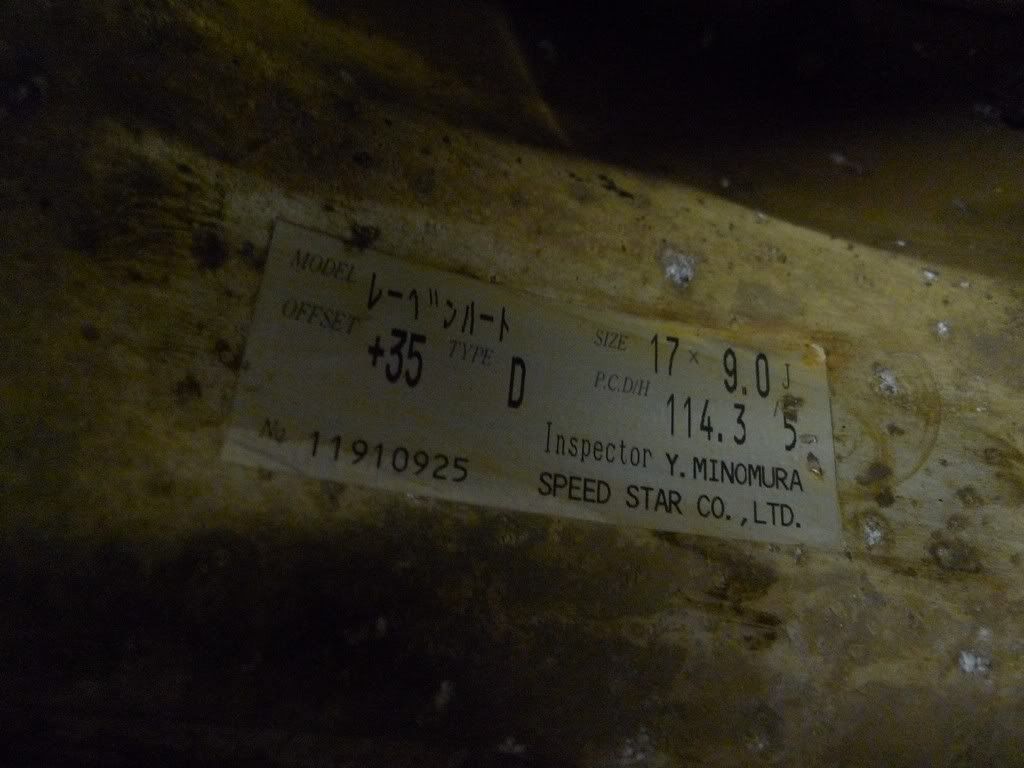 MODEL レーベンハート
OFFSET +35 TYPE D
SIZE 17 × 9.0 J
P.C.D/H 114.3 / 5
Inspector Y. MINOMURA
No 11910925
SPEED STAR CO., LTD.